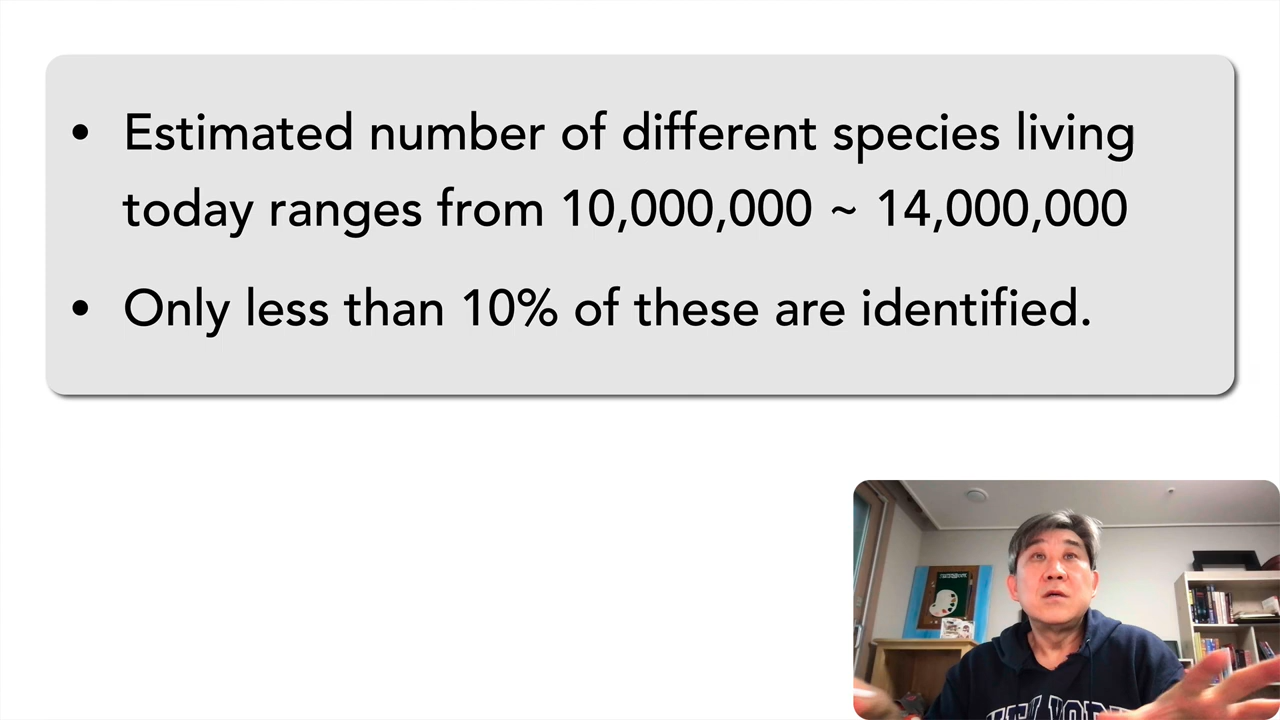 • Estimated number of different species living
today ranges from 10,000,000 ~ 14,000,000
• Only less than 10% of these are identified.